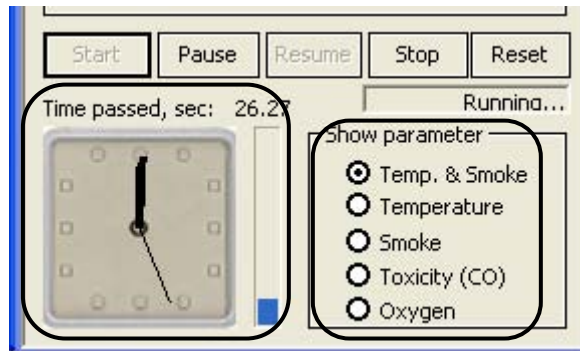 Start Pause Resume Stop Reset
Time passed, sec: 26.27 Running...
Show parameter
Temp. & Smoke
Temperature
Smoke
Toxicity (CO)
Oxygen